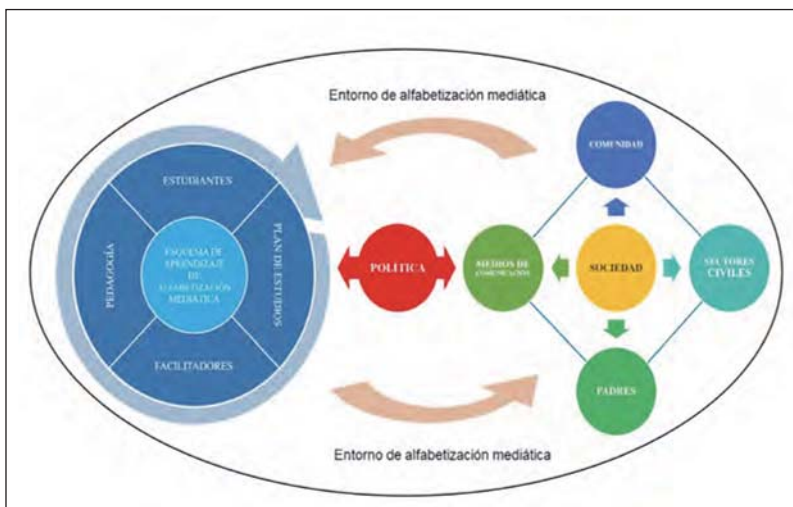 Entorno de alfabetización mediática
COMUNIDAD
ESTUDIANTES
PEDAGOGÍA
ESQUEMA DE
APRENDIZAJE
DE
ALFABETIZACIÓN
MEDIÁTICA
PLAN DE ESTUDIOS
POLÍTICA
MEDIOS DE
COMUNICACIÓN
SOCIEDAD
SECTORES
CIVILES
FACILITADORES
PADRES
Entorno de alfabetización mediática